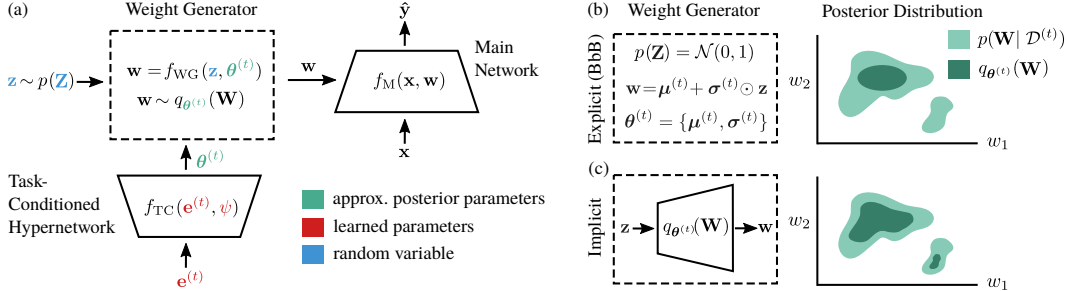 (a)
Weight Generator
z ∼ p(Z)
w = f_WG(z, θ^(t))
w ∼ q_θ^(t)(W)
θ^(t)
Task-
Conditioned
Hypernetwork
f_TC(e^(t), ψ)
e^(t)
ŷ
w
f_M(x, w)
Main
Network
x
approx. posterior parameters
learned parameters
random variable
(b)
Weight Generator
Posterior Distribution
Explicit (BbB)
p(Z) = N(0, 1)
w = μ^(t) + σ^(t) ⊙ z
θ^(t) = {μ^(t), σ^(t)}
w_2
p(W| D^(t))
q_θ^(t)(W)
w_1
(c)
Implicit
z
q_θ^(t)(W)
w
w_2
w_1